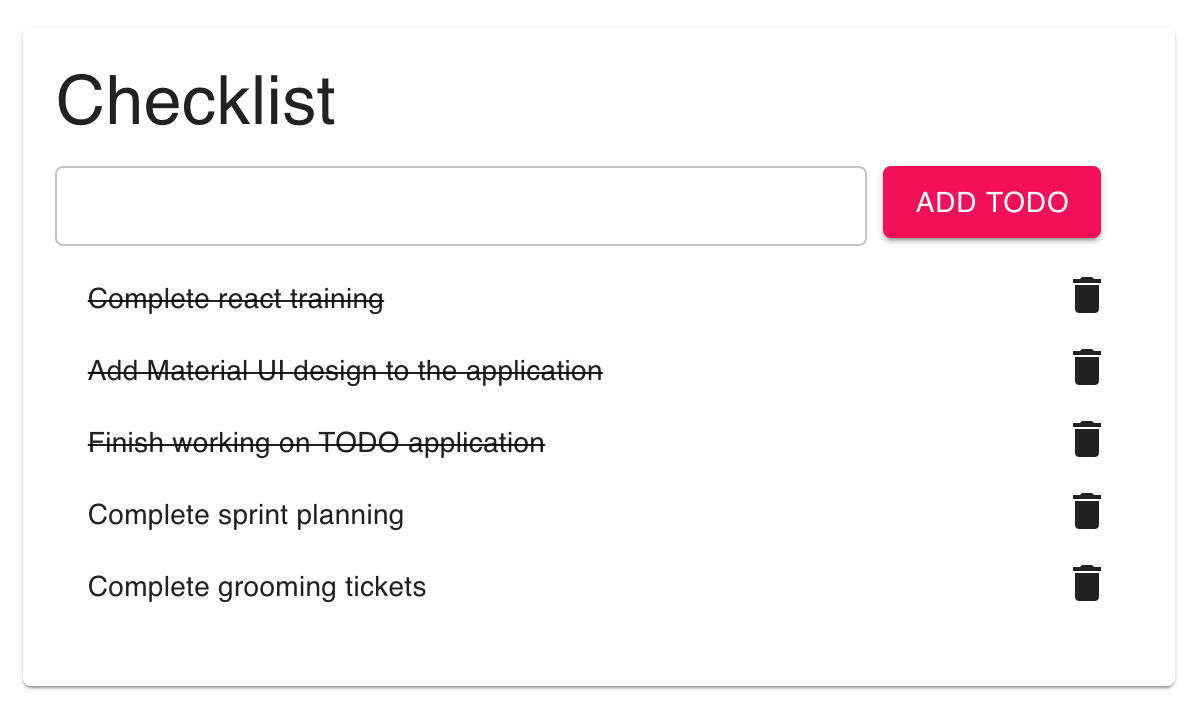 Checklist
ADD TODO
Complete react training
Add Material UI design to the application
Finish working on TODO application
Complete sprint planning
Complete grooming tickets